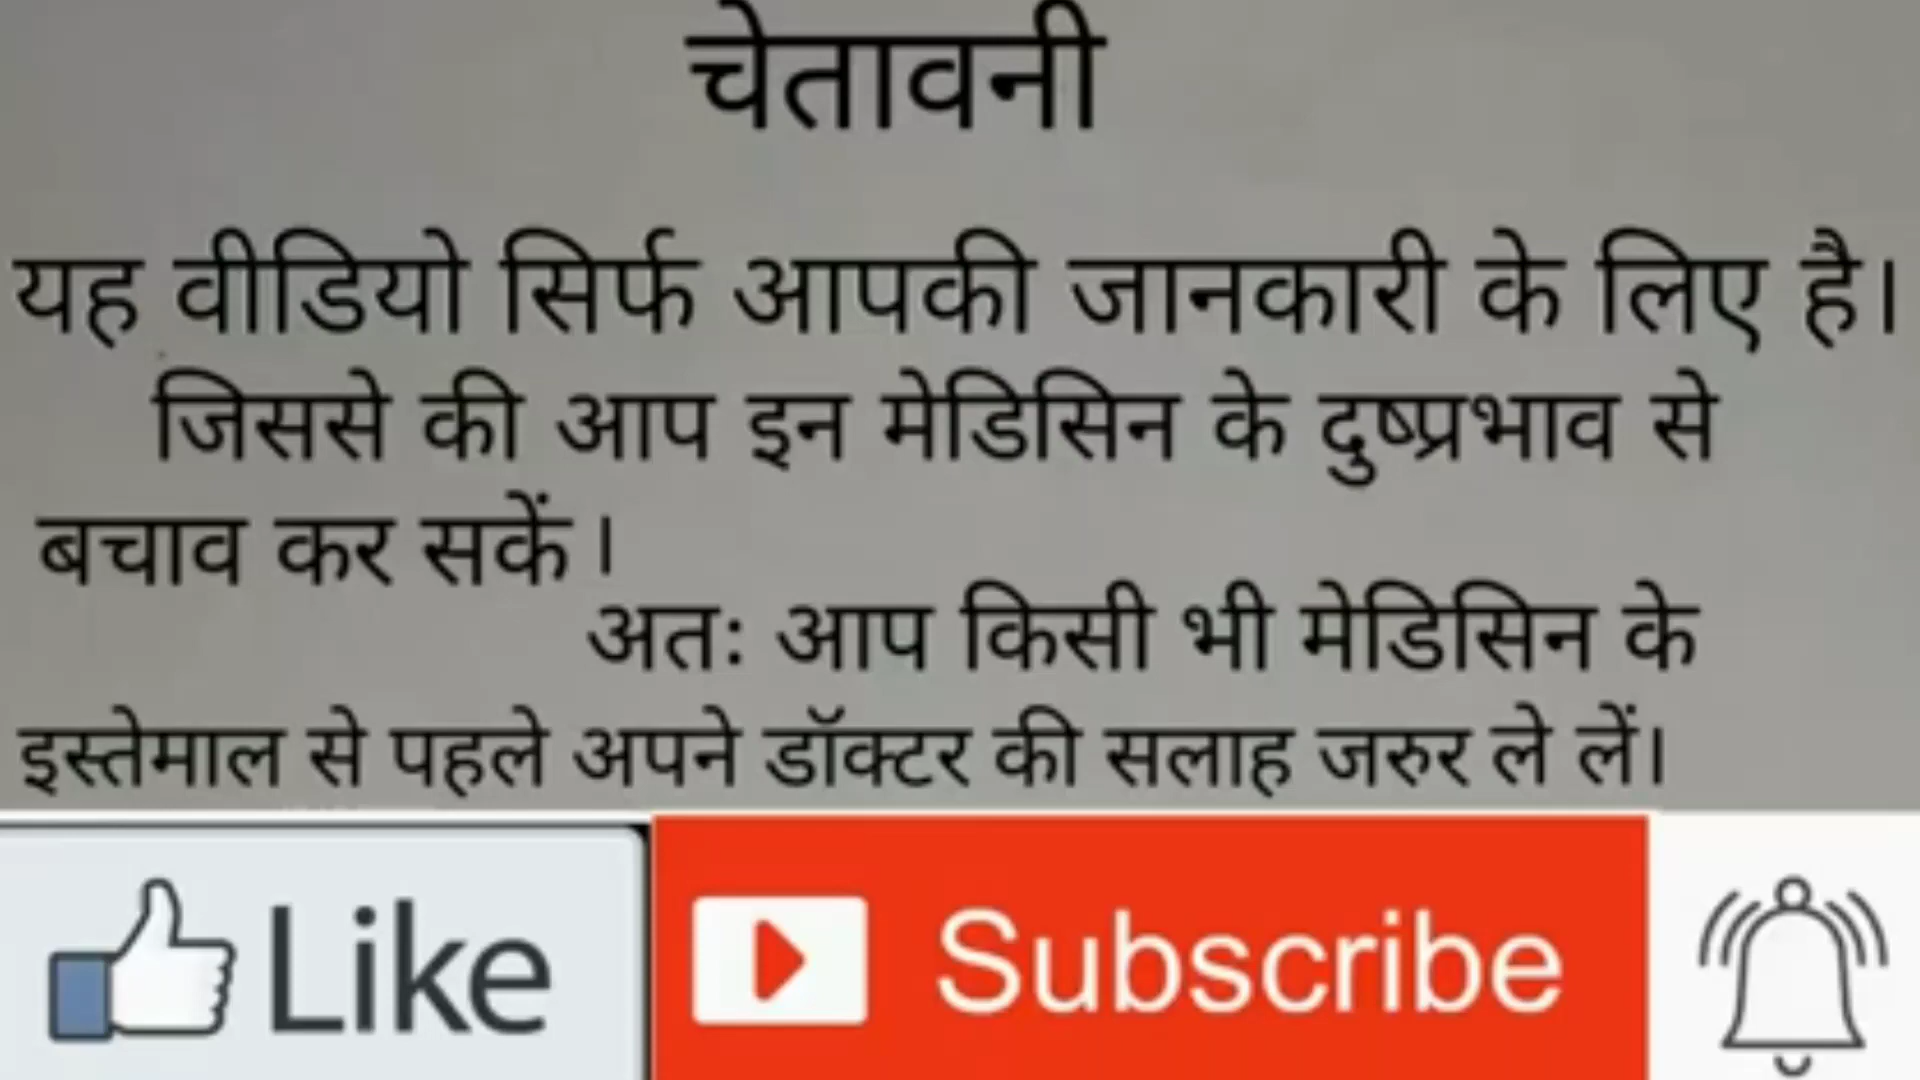 चेतावनी
यह वीडियो सिर्फ आपकी जानकारी के लिए है।
जिससे की आप इन मेडिसिन के दुष्प्रभाव से
बचाव कर सकें।
अतः आप किसी भी मेडिसिन के
इस्तेमाल से पहले अपने डॉक्टर की सलाह जरुर ले लें।
Like Subscribe